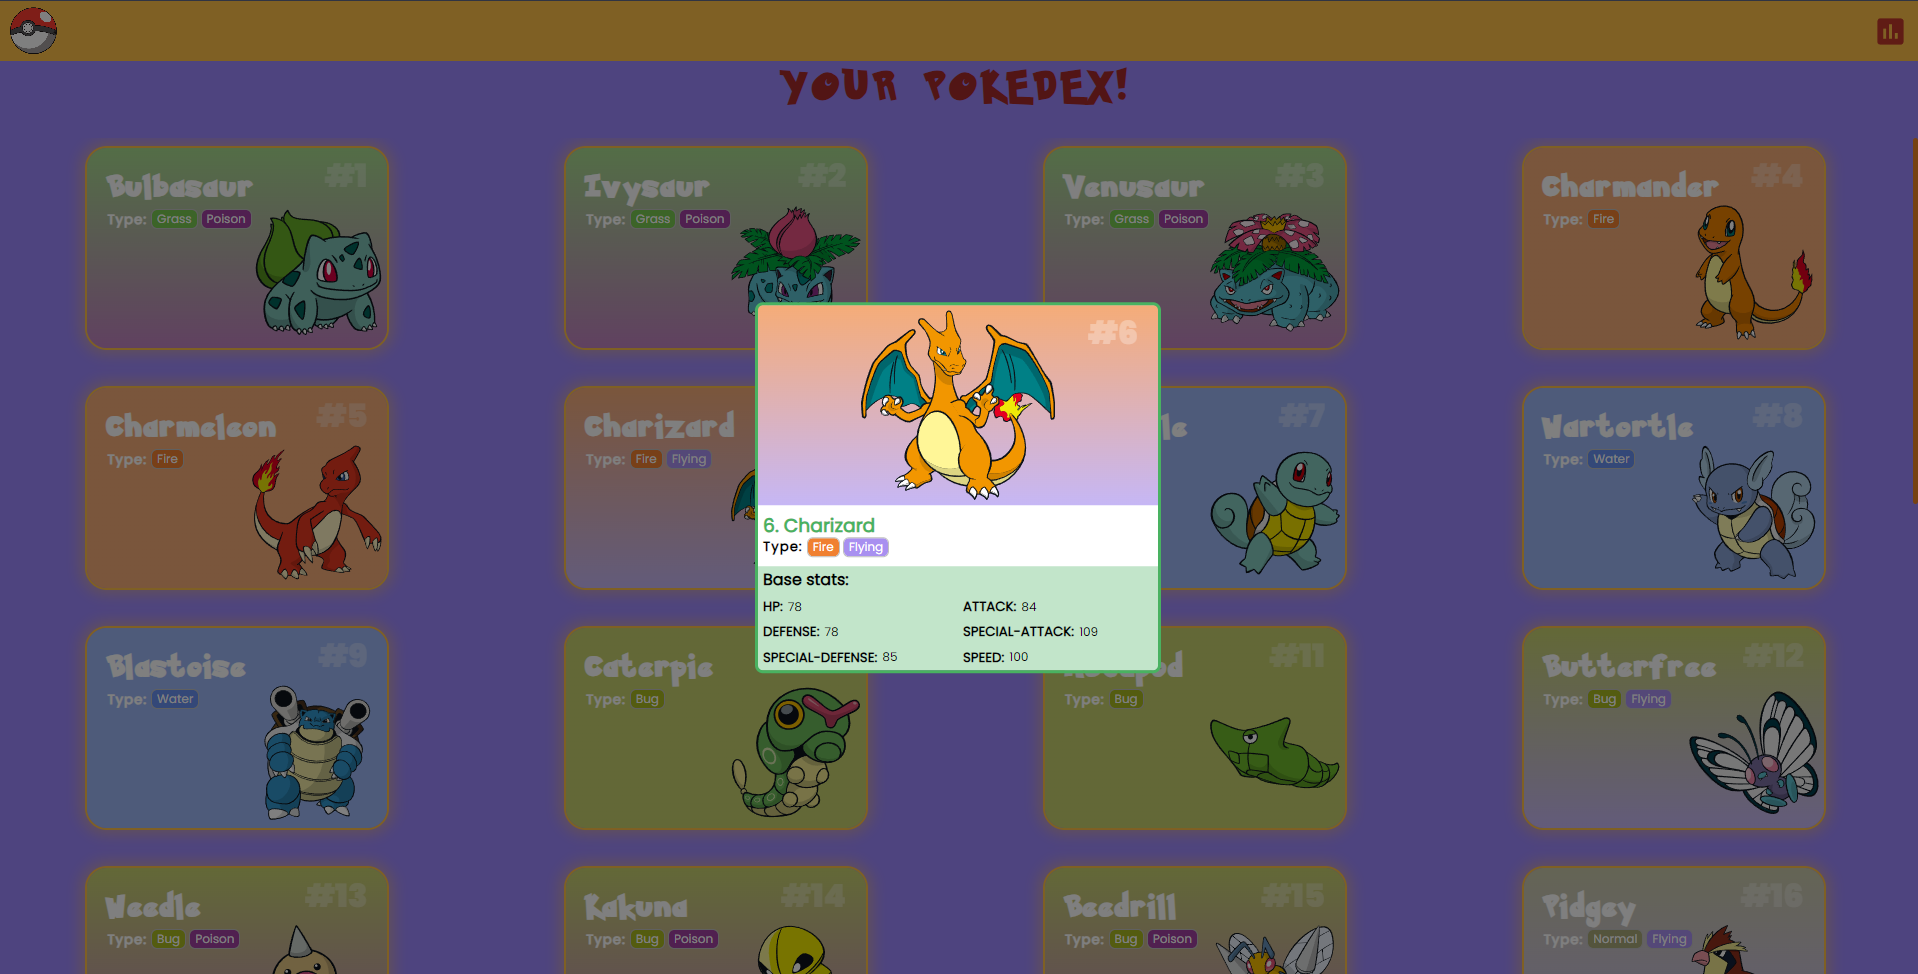 YOUR POKEDEX!
Bulbasaur #1
Type: Grass Poison
Ivysaur #2
Type: Grass Poison
Venusaur #3
Type: Grass Poison
Charmander #4
Type: Fire
Charmeleon #5
Type: Fire
Charizard
Type: Fire Flying
le #7
Wartortle #8
Type: Water
#6
6. Charizard
Type: Fire Flying
Base stats:
HP: 78 ATTACK: 84
DEFENSE: 78 SPECIAL-ATTACK: 109
SPECIAL-DEFENSE: 85 SPEED: 100
Blastoise #9
Type: Water
Caterpie
Type: Bug
pod #11
Type: Bug
Butterfree #12
Type: Bug Flying
Weedle #13
Type: Bug Poison
Kakuna #14
Type: Bug Poison
Beedrill #15
Type: Bug Poison
Pidgey #16
Type: Normal Flying